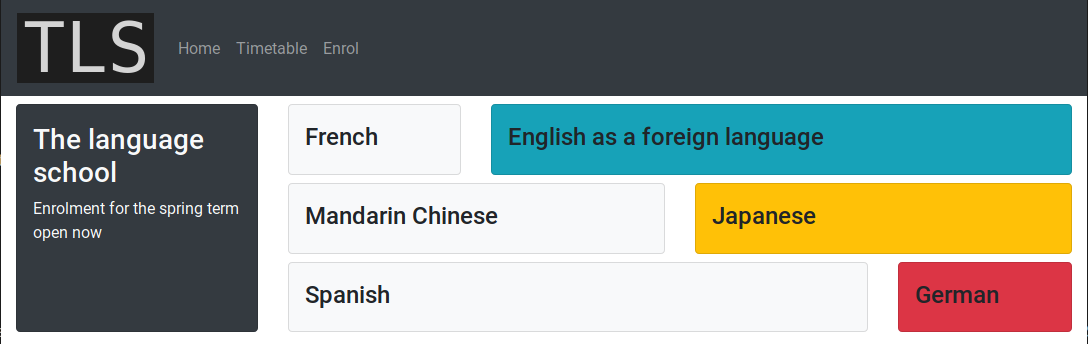 TLS
Home Timetable Enrol
The language
school
Enrolment for the spring term
open now
French
English as a foreign language
Mandarin Chinese
Japanese
Spanish
German